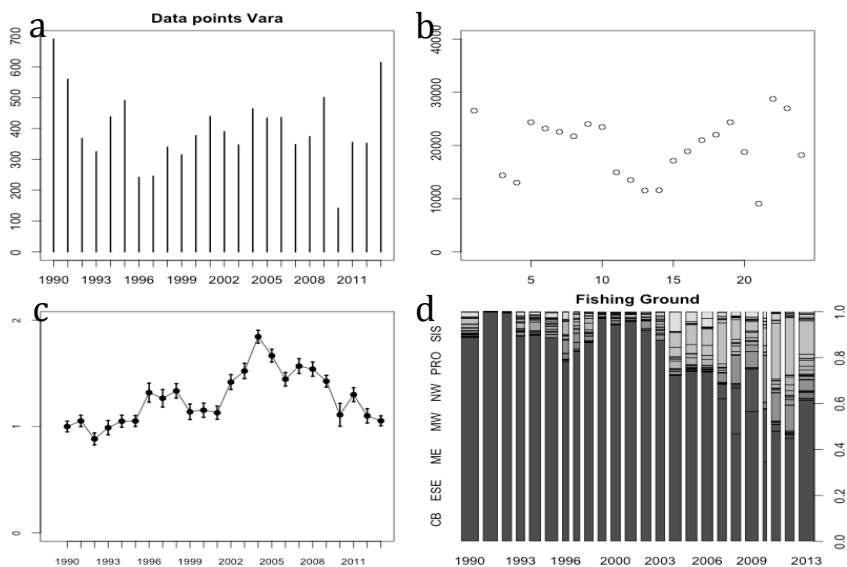 a
Data points Vara
700
600
500
400
300
200
100
0
1990 1993 1996 1999 2002 2005 2008 2011
b
40000
30000
20000
10000
0
5 10 15 20
c
2
1
0
1990 1993 1996 1999 2002 2005 2008 2011
d
Fishing Ground
CB ESE ME MW NW PRO SIS
1.0
0.8
0.6
0.4
0.2
0.0
1990 1993 1996 2000 2003 2006 2009 2013